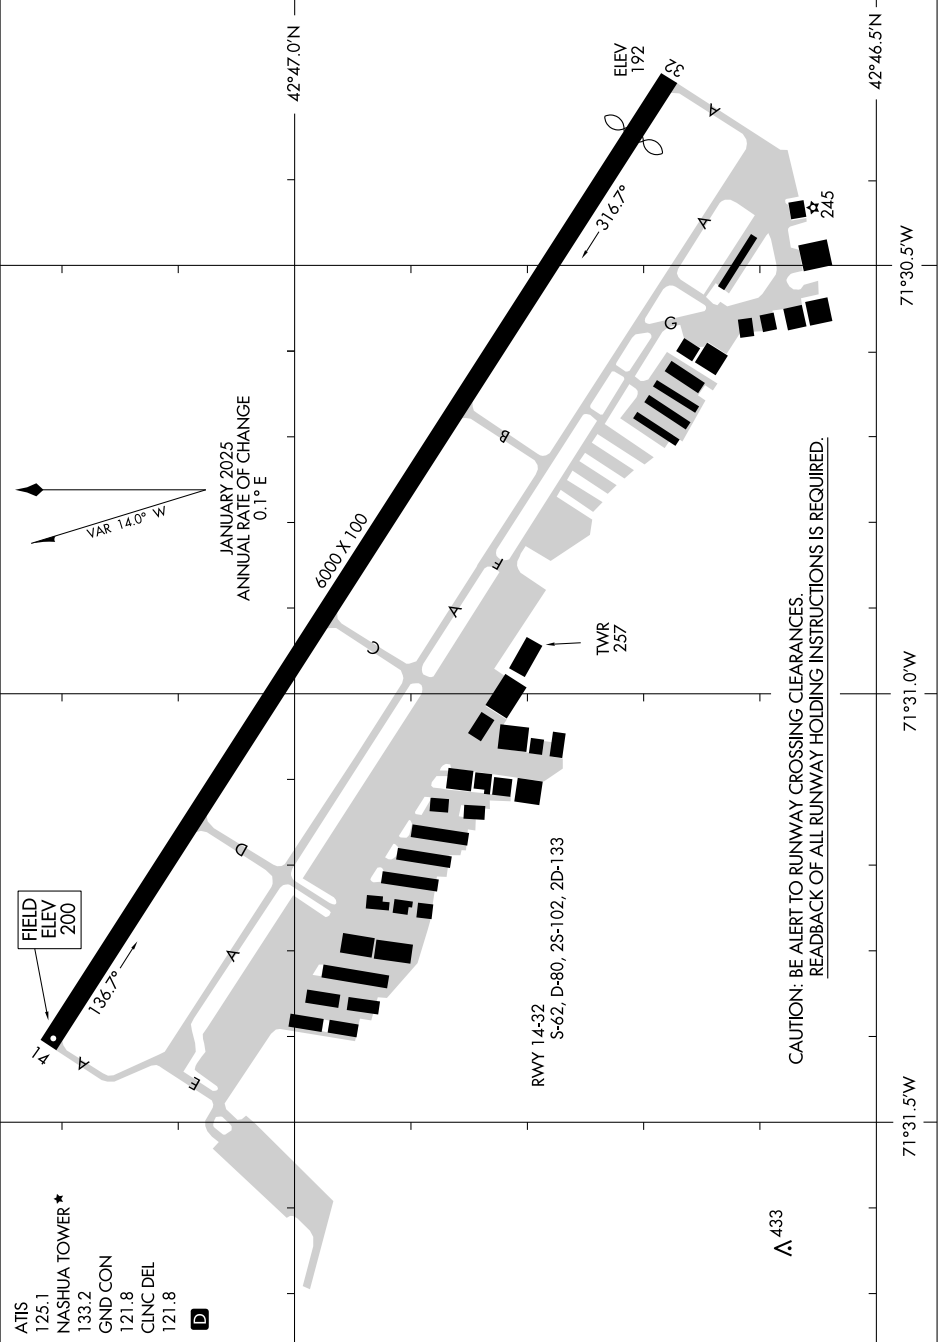 ATIS
125.1
NASHUA TOWER★
133.2
GND CON
121.8
CLNC DEL
121.8
D
FIELD
ELEV
200
14
136.7°
A
E
A
D
VAR 14.0° W
JANUARY 2025
ANNUAL RATE OF CHANGE
0.1° E
6000 X 100
C
A
F
B
TWR
257
G
A
A
316.7°
ELEV
192
32
245
433
RWY 14-32
S-62, D-80, 2S-102, 2D-133
CAUTION: BE ALERT TO RUNWAY CROSSING CLEARANCES.
READBACK OF ALL RUNWAY HOLDING INSTRUCTIONS IS REQUIRED.
42°47.0'N
42°46.5'N
71°31.5'W
71°31.0'W
71°30.5'W